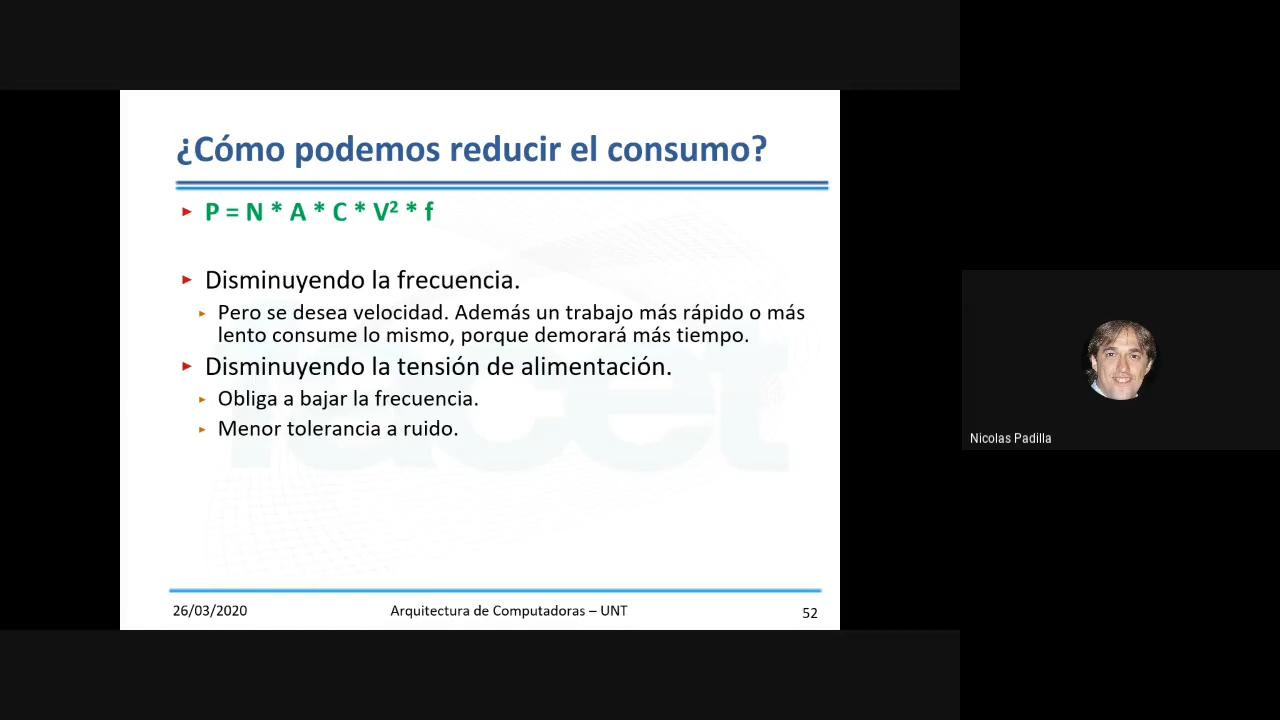 ¿Cómo podemos reducir el consumo?
P = N * A * C * V² * f
Disminuyendo la frecuencia.
Pero se desea velocidad. Además un trabajo más rápido o más
lento consume lo mismo, porque demorará más tiempo.
Disminuyendo la tensión de alimentación.
Obliga a bajar la frecuencia.
Menor tolerancia a ruido.
facet
26/03/2020 Arquitectura de Computadoras – UNT 52
Nicolas Padilla